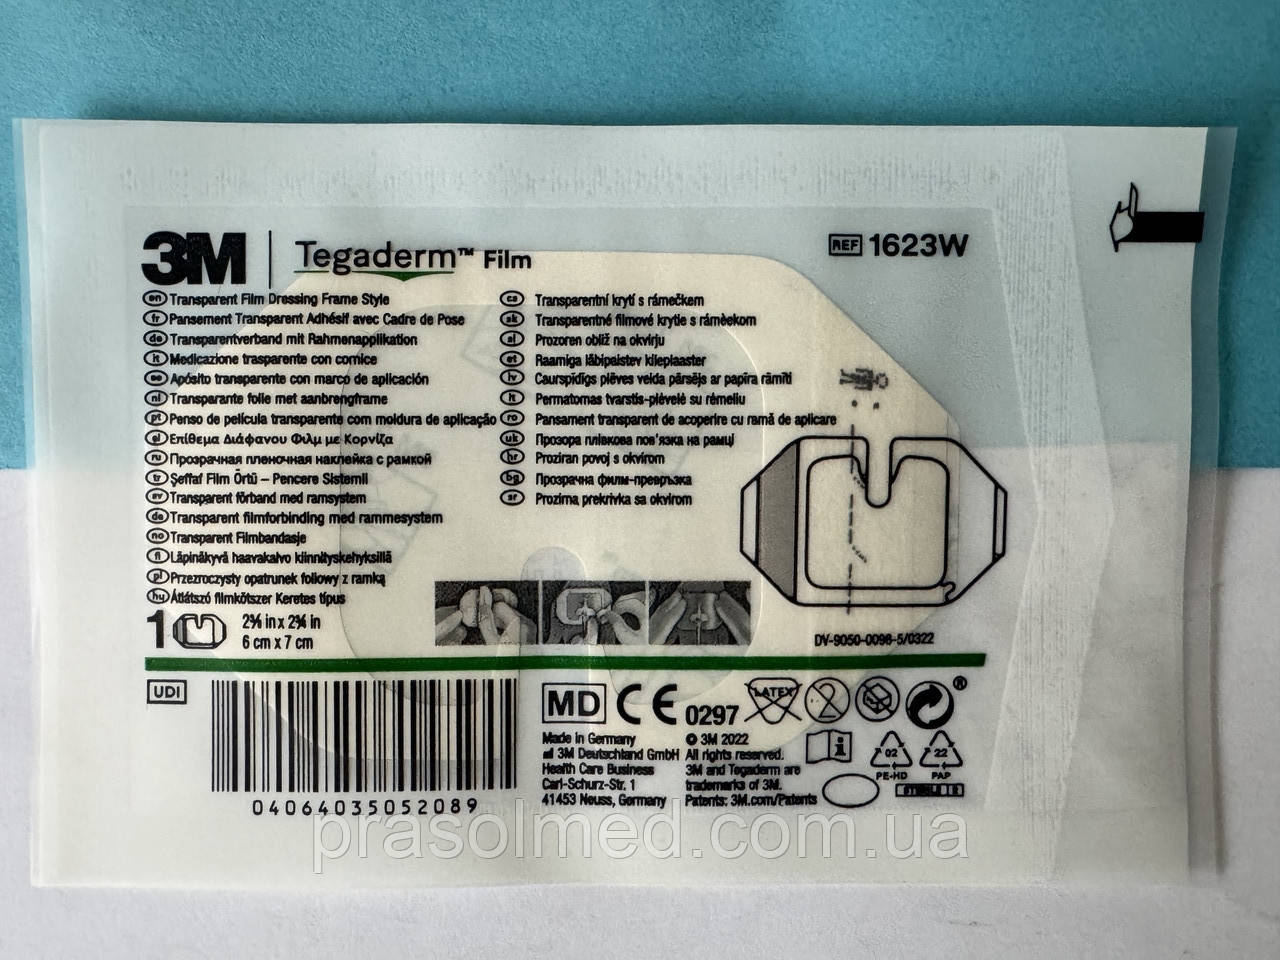 3M Tegaderm™ Film
REF 1623W
en Transparent Film Dressing Frame Style
fr Pansement Transparent Adhésif avec Cadre de Pose
de Transparentverband mit Rahmenapplikation
it Medicazione trasparente con cornice
Apósito transparente con marco de aplicación
nl Transparante folie met aanbrengframe
pt Penso de película transparente com moldura de aplicação
el Επίθεμα Διάφανου Φιλμ με Κορνίζα
ru Прозрачная пленочная наклейка с рамкой
tr Şeffaf Film Örtü – Pencere Sistemli
sv Transparent förband med ramsystem
Transparent filmforbinding med rammesystem
no Transparent Filmbandasje
fi Läpinäkyvä haavakalvo kiinnityskehyksillä
pl Przezroczysty opatrunek foliowy z ramką
hu Átlátszó filmkötszer Keretes típus
cs Transparentní krytí s rámečkem
sk Transparentné filmové krytie s rámčekom
sl Prozoren obliž na okvirju
et Raamiga läbipaistev kileplaaster
lv Caurspīdīgs plēves veida pārsējs ar papīra rāmīti
lt Permatomas tvarstis-plėvelė su rėmeliu
ro Pansament transparent de acoperire cu ramă de aplicare
uk Прозора плівкова пов'язка на рамці
hr Proziran povoj s okvirom
bg Прозрачна филм-превръзка
sr Prozirna prekrivka sa okvirom
1
2⅜ in x 2¾ in
6 cm x 7 cm
DV-9050-0098-5/0322
UDI
04064035052089
MD CE 0297 LATEX 2 ®
Made in Germany
3M Deutschland GmbH
Health Care Business
Carl-Schurz-Str. 1
41453 Neuss, Germany
© 3M 2022
All rights reserved.
3M and Tegaderm are
trademarks of 3M.
Patents: 3M.com/Patents
02
PE-HD
22
PAP
STERILE R
prasolmed.com.ua